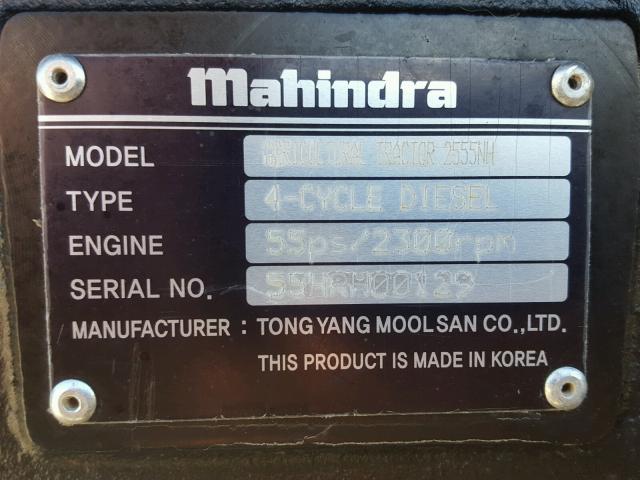 Mahindra
MODEL AGRICULTURAL TRACTOR 2555NH
TYPE 4-CYCLE DIESEL
ENGINE 55ps/2300rpm
SERIAL NO.
MANUFACTURER : TONG YANG MOOLSAN CO.,LTD.
THIS PRODUCT IS MADE IN KOREA